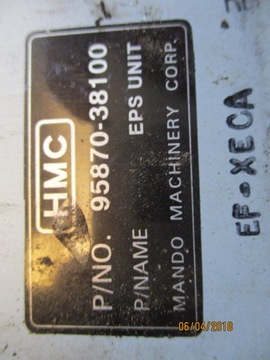 HMC
P/NO. 95870-38100
P/NAME EPS UNIT
MANDO MACHINERY CORP.
EF-XECA
06/04/2018